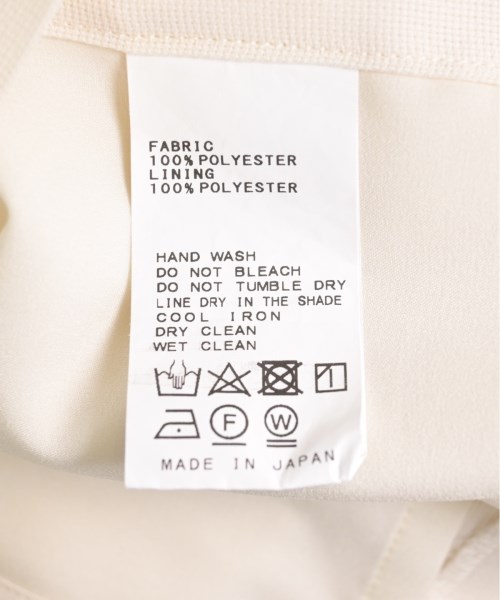 FABRIC
100% POLYESTER
LINING
100% POLYESTER
HAND WASH
DO NOT BLEACH
DO NOT TUMBLE DRY
LINE DRY IN THE SHADE
COOL IRON
DRY CLEAN
WET CLEAN
F W
MADE IN JAPAN